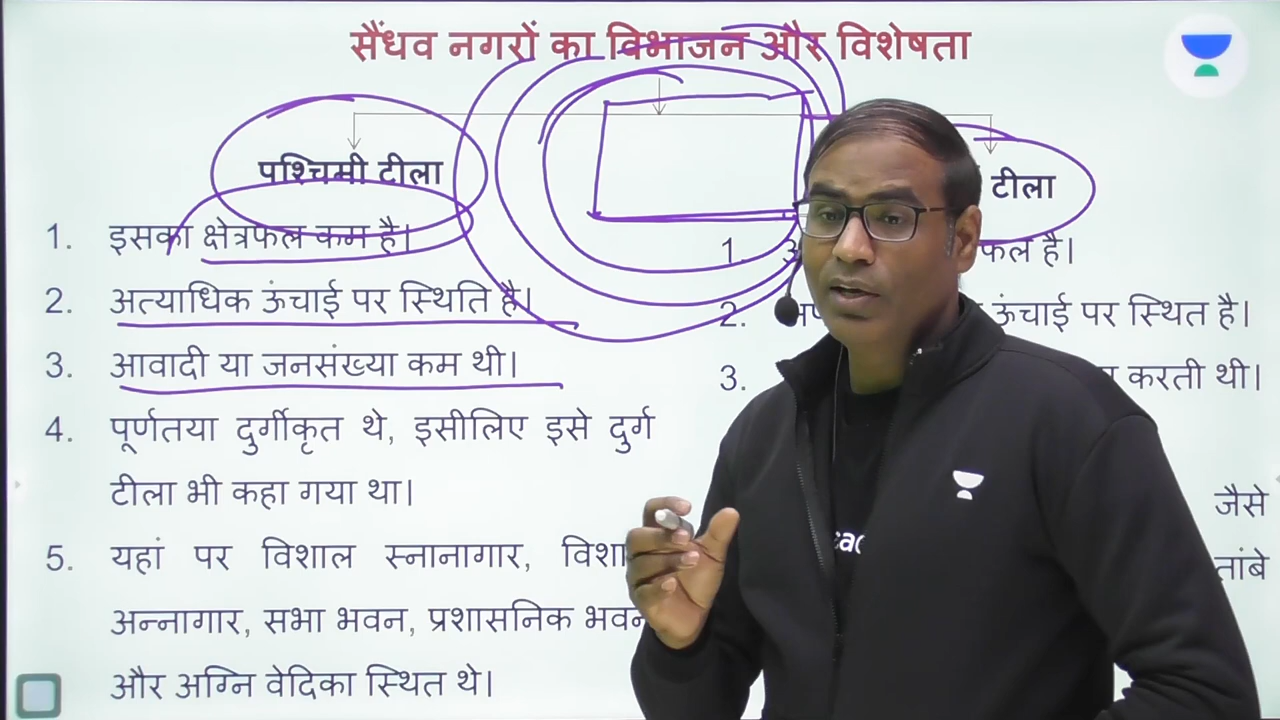 सैंधव नगरों का विभाजन और विशेषता
पश्चिमी टीला
टीला
1. इसका क्षेत्रफल कम है।
2. अत्याधिक ऊंचाई पर स्थिति है।
3. आवादी या जनसंख्या कम थी।
4. पूर्णतया दुर्गीकृत थे, इसीलिए इसे दुर्ग
टीला भी कहा गया था।
5. यहां पर विशाल स्नानागार,
अन्नागार, सभा भवन, प्रशासनिक भवन
और अग्नि वेदिका स्थित थे।
1. फल है।
2. ऊंचाई पर स्थित है।
3. करती थी।
जैसे
तांबे